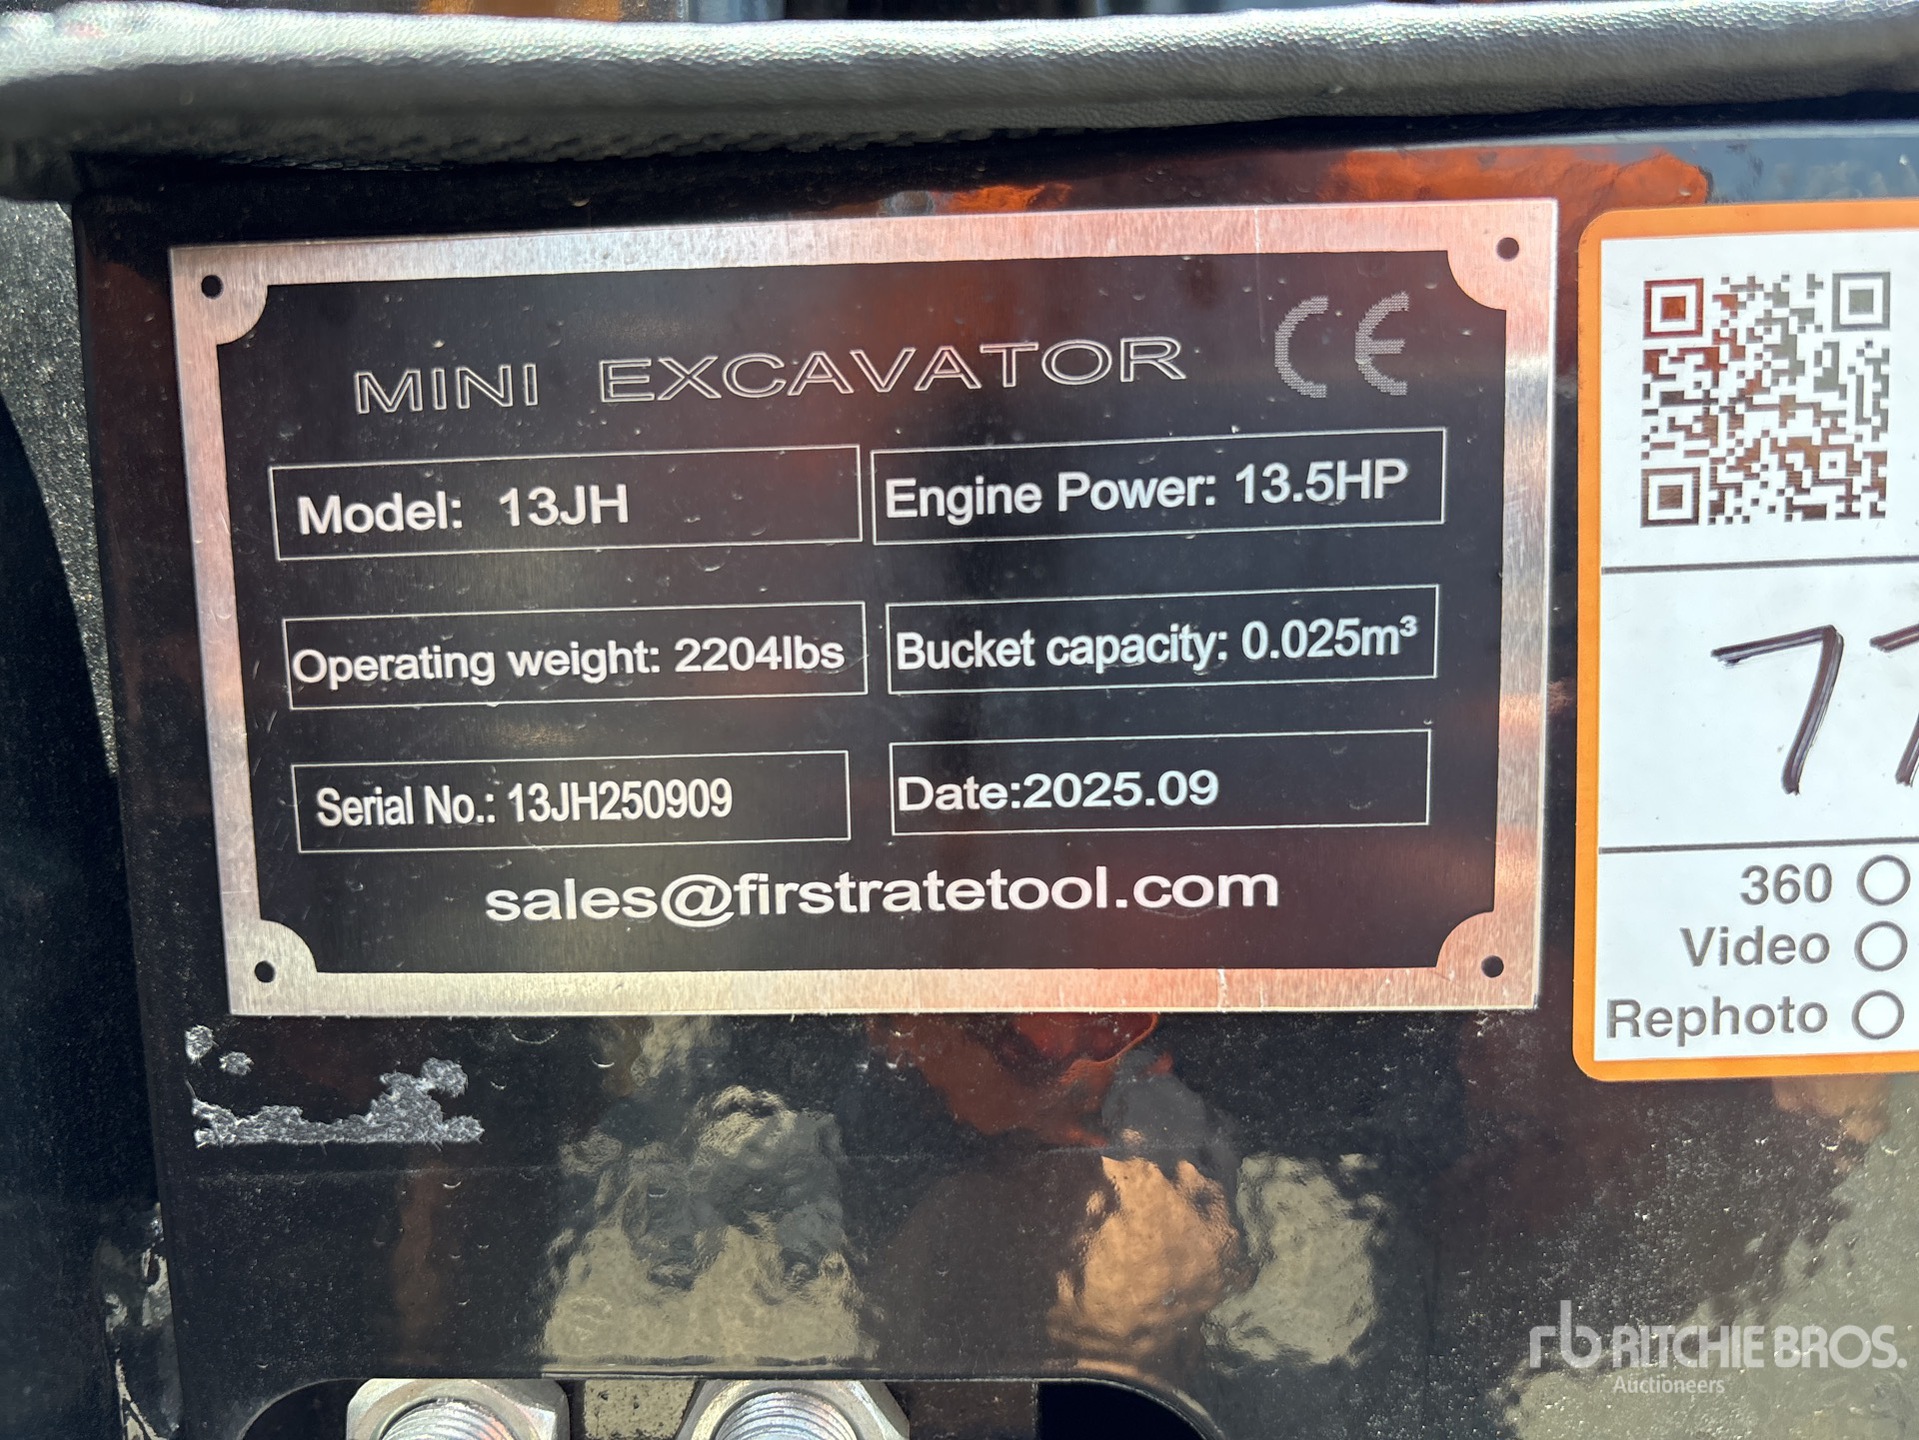 MINI EXCAVATOR CE
Model: 13JH
Engine Power: 13.5HP
Operating weight: 2204lbs
Bucket capacity: 0.025m³
Serial No.: 13JH250909
Date:2025.09
sales@firstratetool.com
360
Video
Rephoto
rb RITCHIE BROS.
Auctioneers